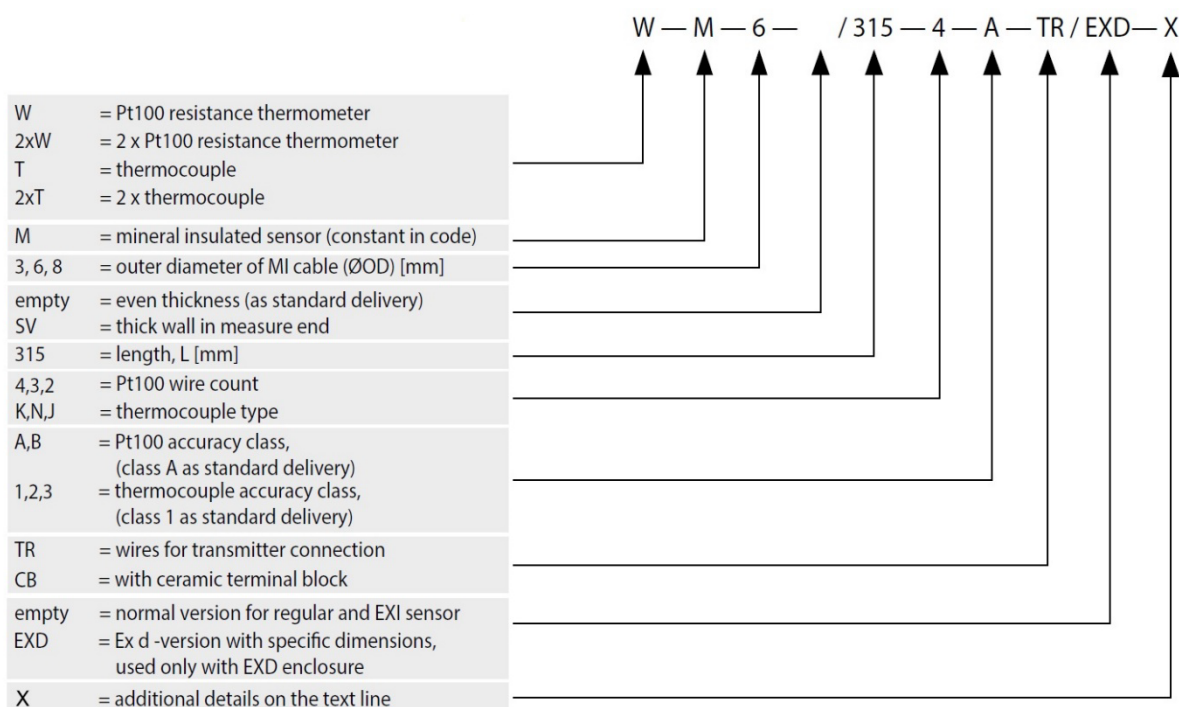 W — M — 6 — / 315 — 4 — A — TR / EXD — X
W = Pt100 resistance thermometer
2xW = 2 x Pt100 resistance thermometer
T = thermocouple
2xT = 2 x thermocouple
M = mineral insulated sensor (constant in code)
3, 6, 8 = outer diameter of MI cable (ØOD) [mm]
empty = even thickness (as standard delivery)
SV = thick wall in measure end
315 = length, L [mm]
4,3,2 = Pt100 wire count
K,N,J = thermocouple type
A,B = Pt100 accuracy class,
(class A as standard delivery)
1,2,3 = thermocouple accuracy class,
(class 1 as standard delivery)
TR = wires for transmitter connection
CB = with ceramic terminal block
empty = normal version for regular and EXI sensor
EXD = Ex d -version with specific dimensions,
used only with EXD enclosure
X = additional details on the text line